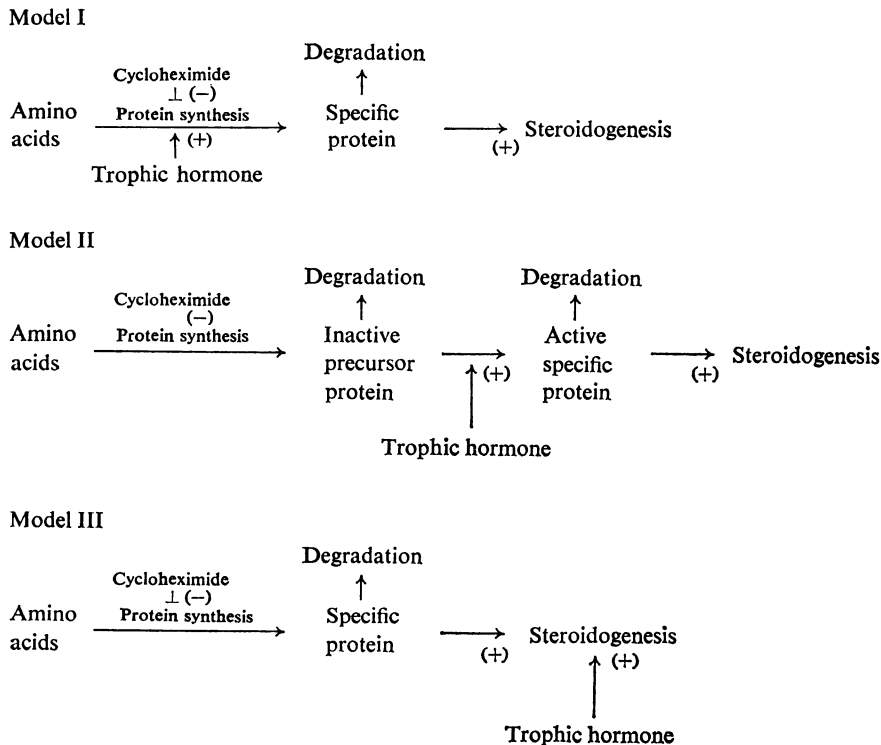 Model I
Degradation
Cycloheximide
⊥ (−)
Amino Protein synthesis Specific
acids protein (+) Steroidogenesis
(+)
Trophic hormone
Model II
Degradation Degradation
Cycloheximide
(−)
Amino Protein synthesis Inactive Active
acids precursor (+) specific (+) Steroidogenesis
protein protein
Trophic hormone
Model III
Degradation
Cycloheximide
⊥ (−)
Amino Protein synthesis Specific Steroidogenesis
acids protein (+) (+)
Trophic hormone